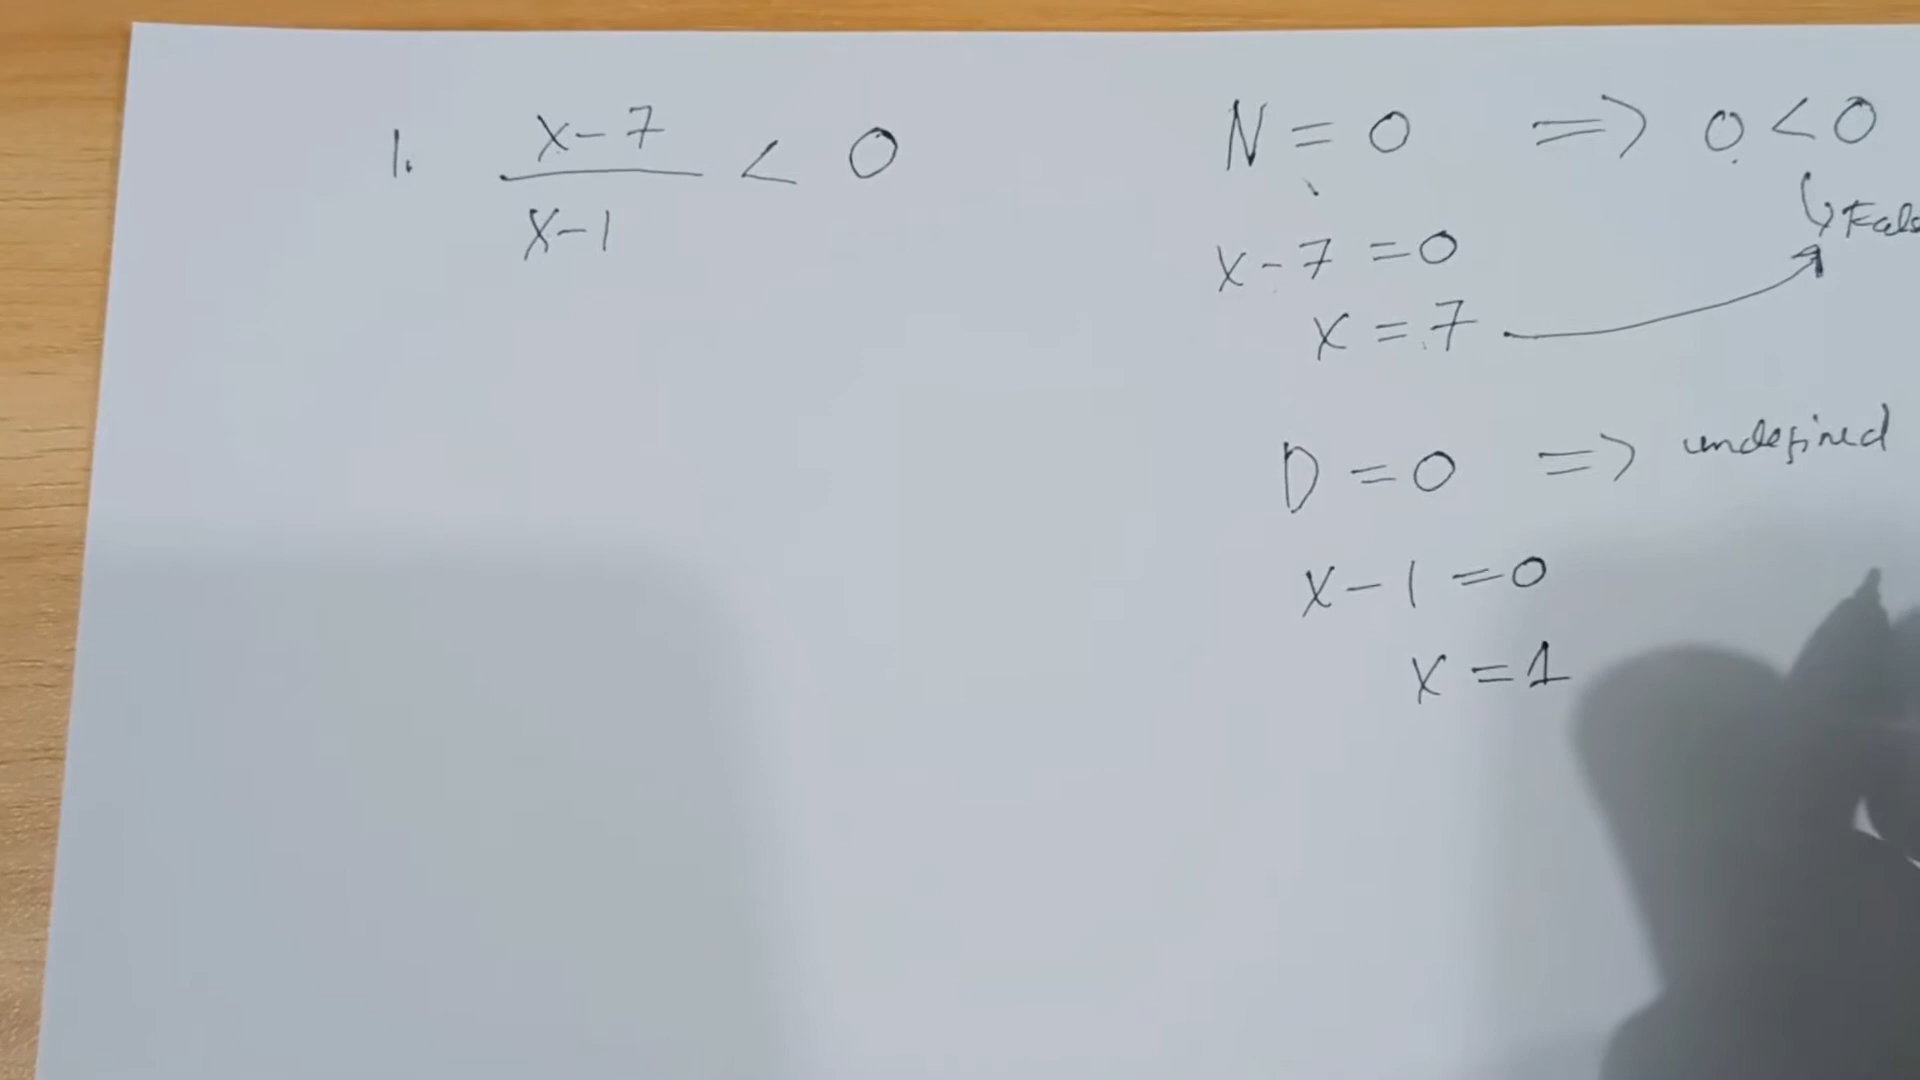 1. x-7 / x-1 < 0
N = 0 => 0 < 0
x-7 = 0
x = 7
D = 0 => undefined
x-1 = 0
x = 1